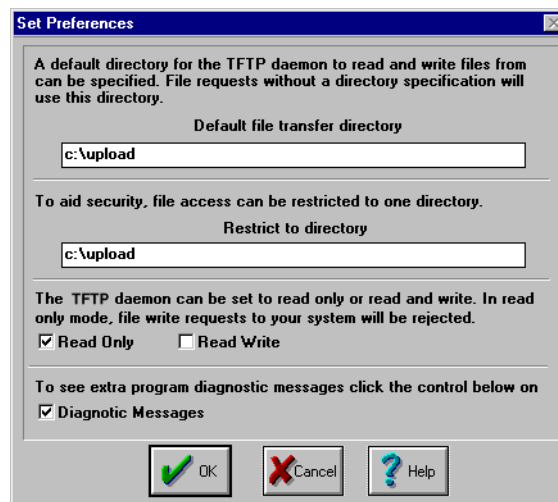 Set Preferences
A default directory for the TFTP daemon to read and write files from
can be specified. File requests without a directory specification will
use this directory.
Default file transfer directory
c:\upload
To aid security, file access can be restricted to one directory.
Restrict to directory
c:\upload
The TFTP daemon can be set to read only or read and write. In read
only mode, file write requests to your system will be rejected.
Read Only Read Write
To see extra program diagnostic messages click the control below on
Diagnotic Messages
OK Cancel Help